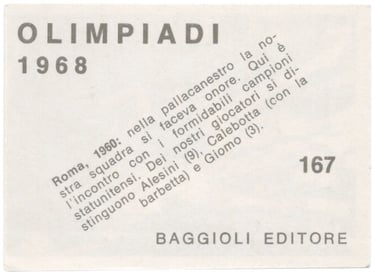 OLIMPIADI
1968
Roma, 1960: nella pallacanestro la no-
stra squadra si faceva onore. Qui è
l'incontro con i formidabili campioni
statunitensi. Dei nostri giocatori si di-
stinguono Alesini (9), Calebotta (con la
barbetta) e Giomo (3).
167
BAGGIOLI EDITORE